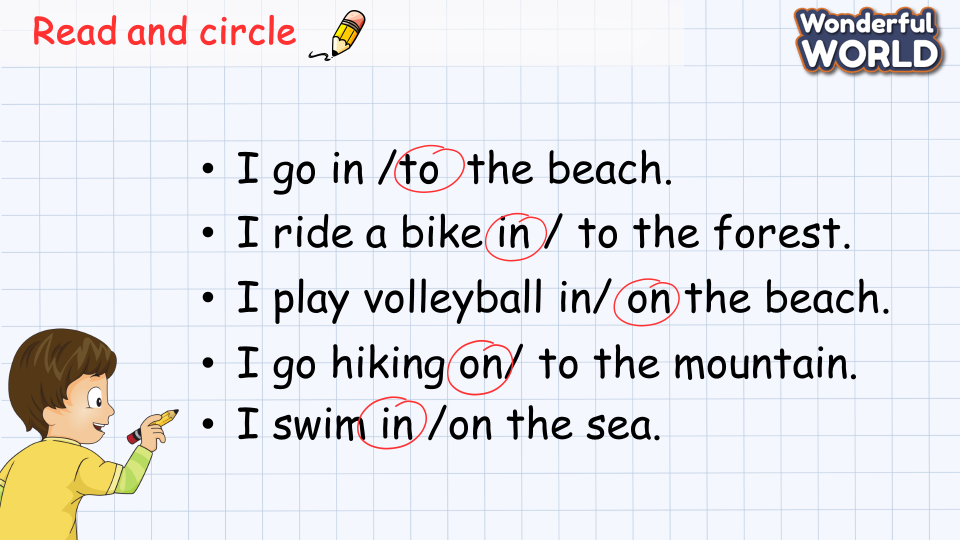 Read and circle
Wonderful
WORLD
• I go in /to the beach.
• I ride a bike in / to the forest.
• I play volleyball in/ on the beach.
• I go hiking on/ to the mountain.
• I swim in /on the sea.